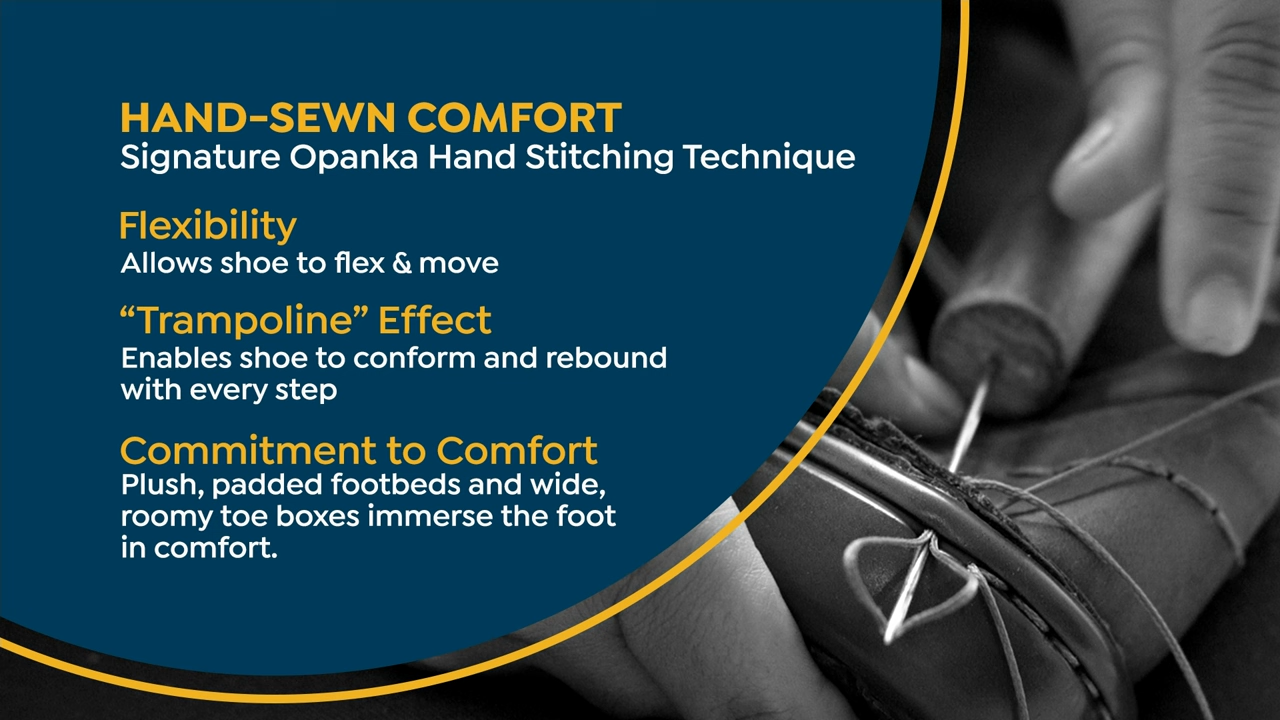 HAND-SEWN COMFORT
Signature Opanka Hand Stitching Technique
Flexibility
Allows shoe to flex & move
“Trampoline” Effect
Enables shoe to conform and rebound
with every step
Commitment to Comfort
Plush, padded footbeds and wide,
roomy toe boxes immerse the foot
in comfort.